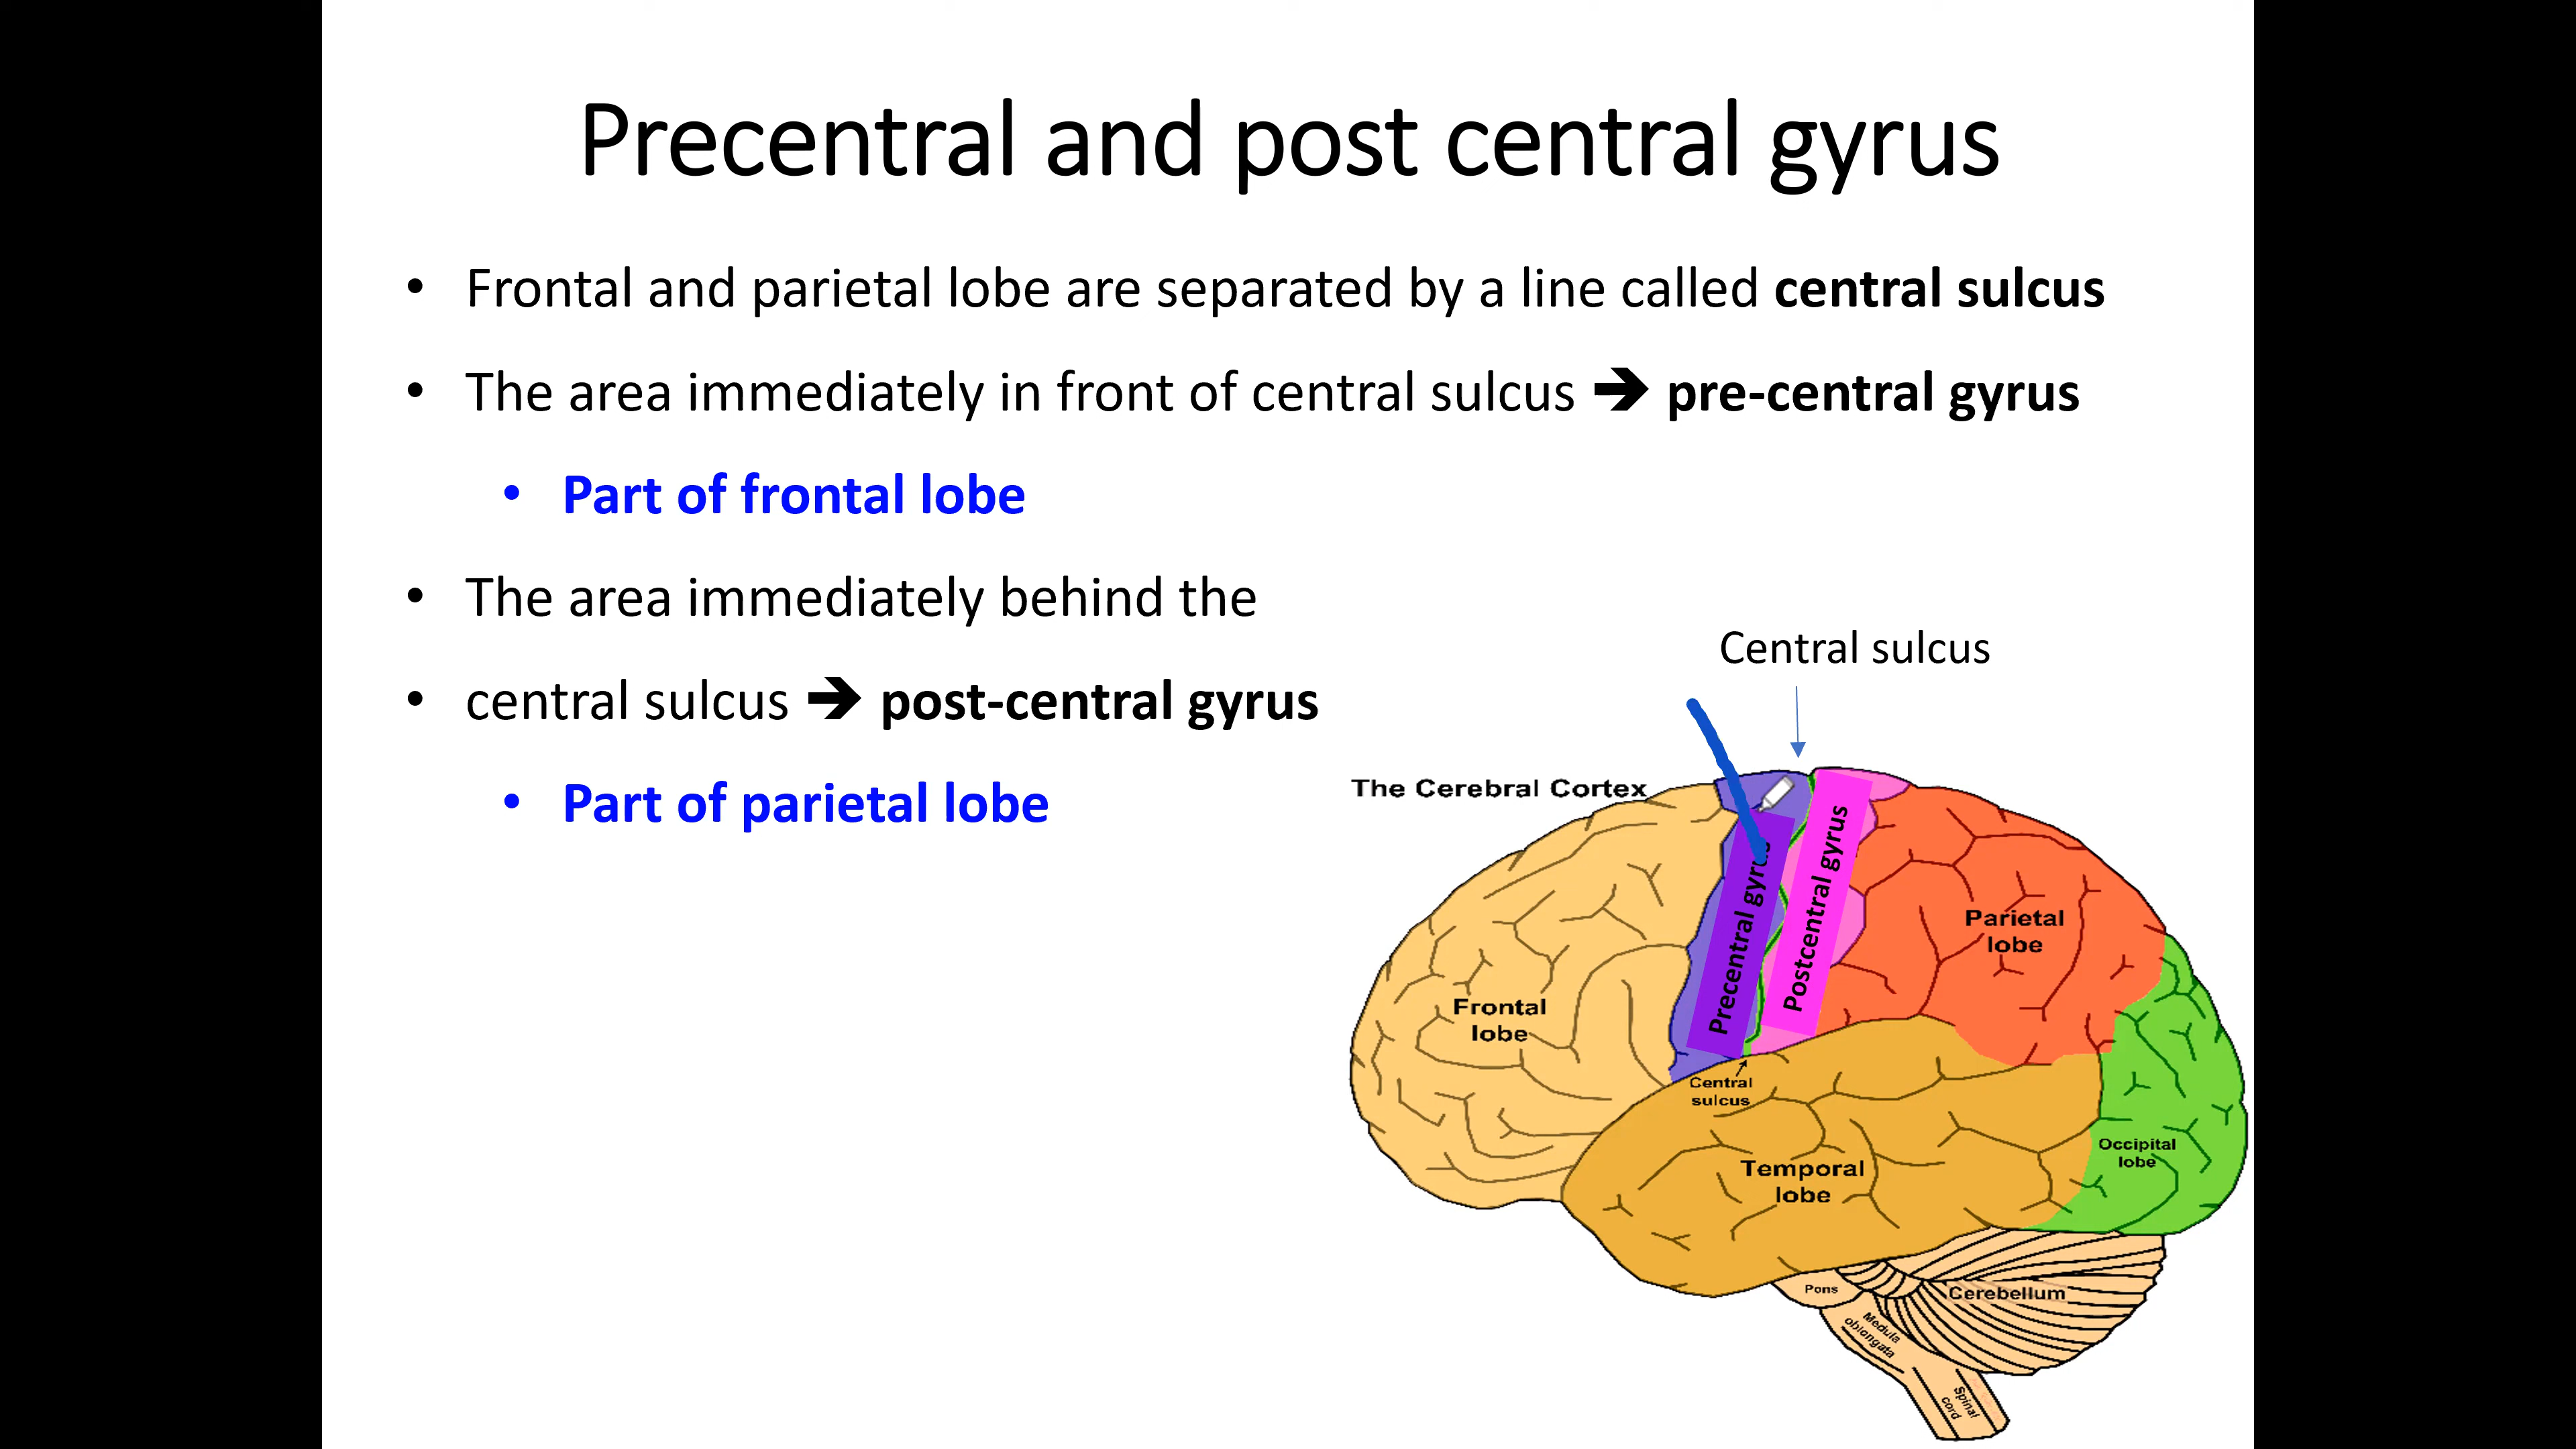 Precentral and post central gyrus
• Frontal and parietal lobe are separated by a line called central sulcus
• The area immediately in front of central sulcus ➔ pre-central gyrus
• Part of frontal lobe
• The area immediately behind the
• central sulcus ➔ post-central gyrus
• Part of parietal lobe
Central sulcus
The Cerebral Cortex
Precentral gyrus
Postcentral gyrus
Parietal
lobe
Frontal
lobe
Central
sulcus
Occipital
lobe
Temporal
lobe
Pons
Cerebellum
Medula
oblongata
Spinal
cord